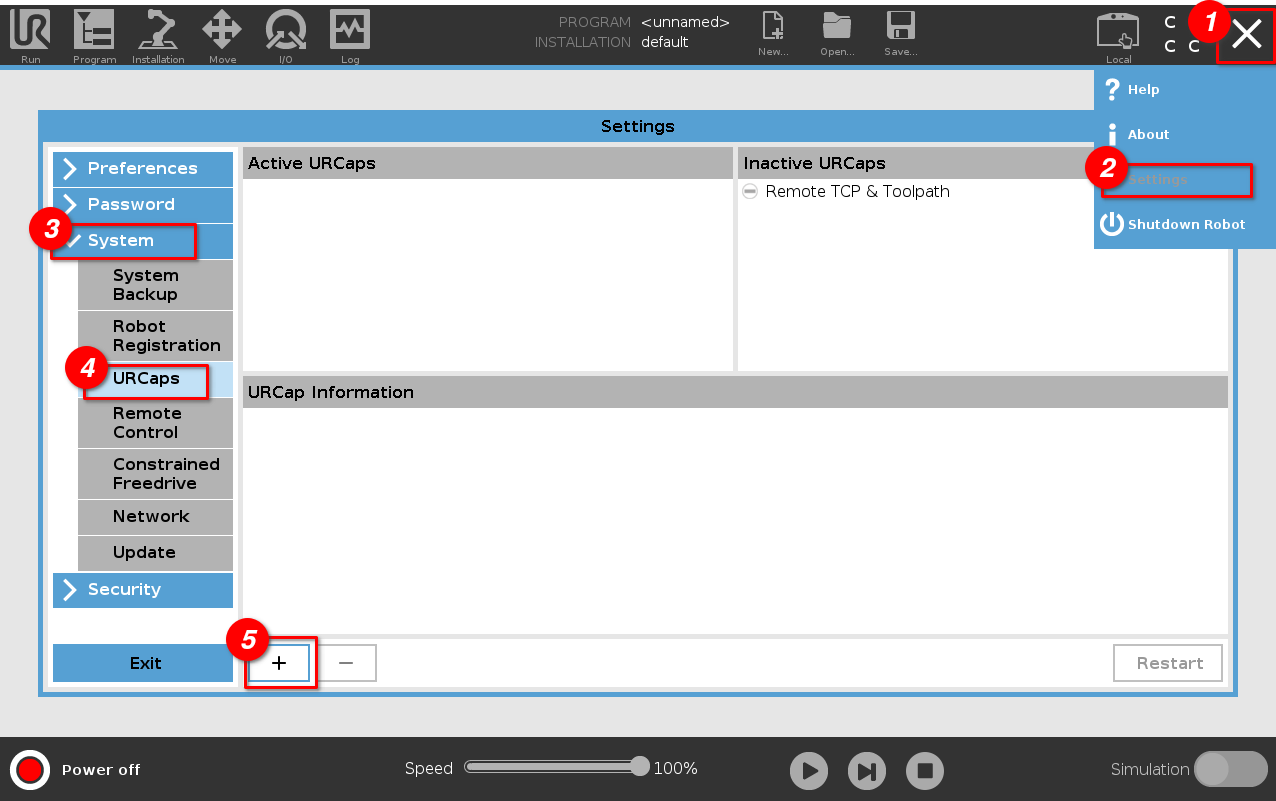 UR
PROGRAM <unnamed>
INSTALLATION default
Run
Program
Installation
Move
I/O
Log
New...
Open...
Save...
Local
C
C C
1
Help
About
2
Settings
Shutdown Robot
Settings
Preferences
Password
3
System
System
Backup
Robot
Registration
4
URCaps
Remote
Control
Constrained
Freedrive
Network
Update
Security
Exit
Active URCaps
Inactive URCaps
Remote TCP & Toolpath
URCap Information
5
+
−
Restart
Power off
Speed
100%
Simulation